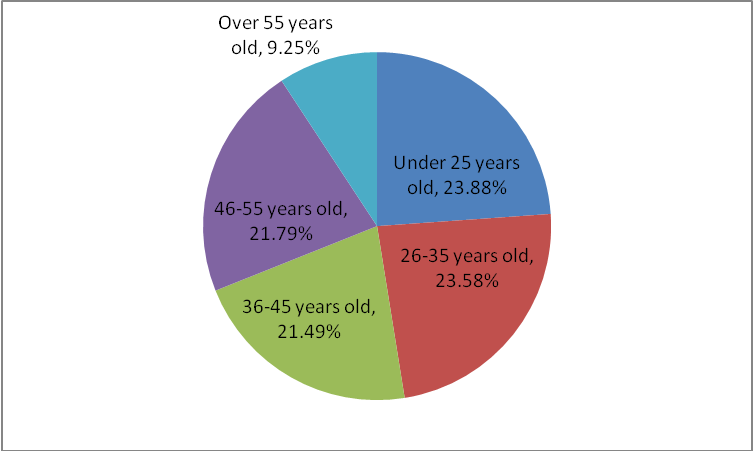 Over 55 years
old, 9.25%
Under 25 years
old, 23.88%
46-55 years old,
21.79%
26-35 years old,
23.58%
36-45 years old,
21.49%